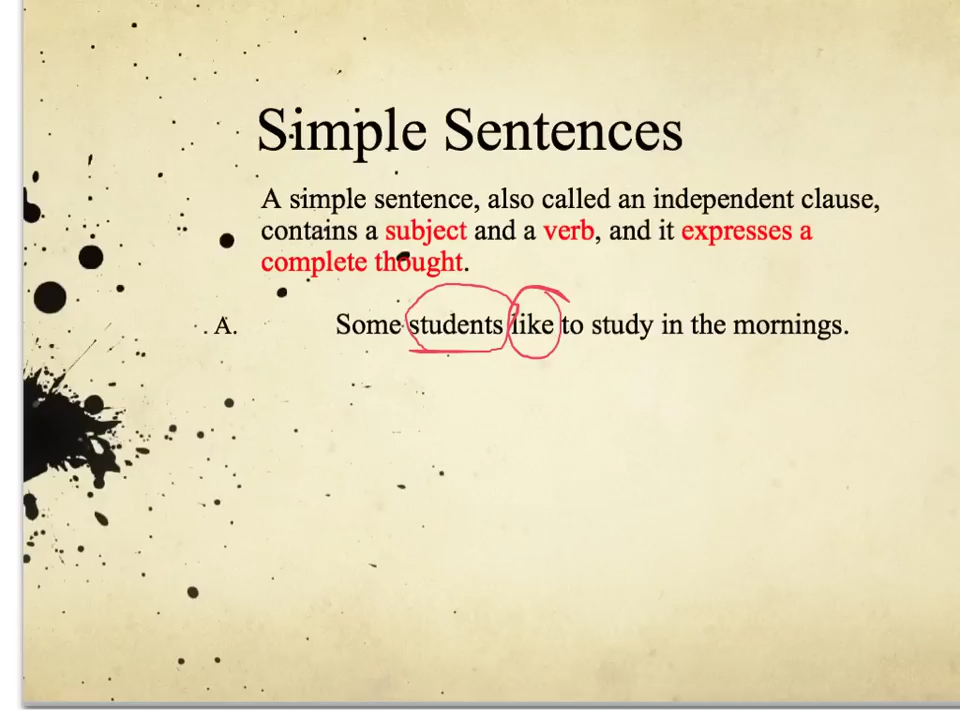 Simple Sentences
A simple sentence, also called an independent clause,
contains a subject and a verb, and it expresses a
complete thought.
A. Some students like to study in the mornings.